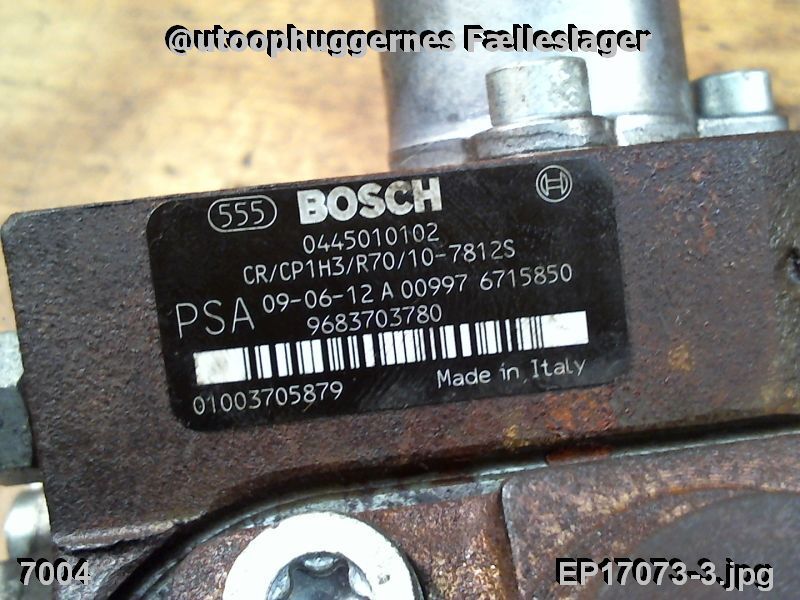 @utoophuggernes Fælleslager
555 BOSCH
0445010102
CR/CP1H3/R70/10-7812S
PSA 09-06-12 A 00997 6715850
9683703780
01003705879 Made in Italy
7004 EP17073-3.jpg